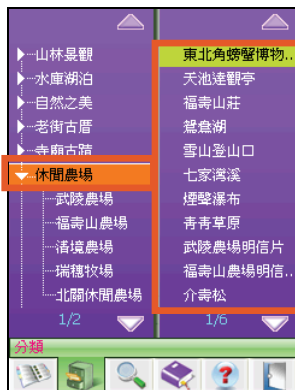 山林景觀
水庫湖泊
自然之美
老街古厝
寺廟古蹟
休閒農場
武陵農場
福壽山農場
清境農場
瑞穗牧場
北關休閒農場
1/2
東北角螃蟹博物..
天池達觀亭
福壽山莊
鴛鴦湖
雪山登山口
七家灣溪
煙聲瀑布
青青草原
武陵農場明信片
福壽山農場明信..
介壽松
1/6
分類